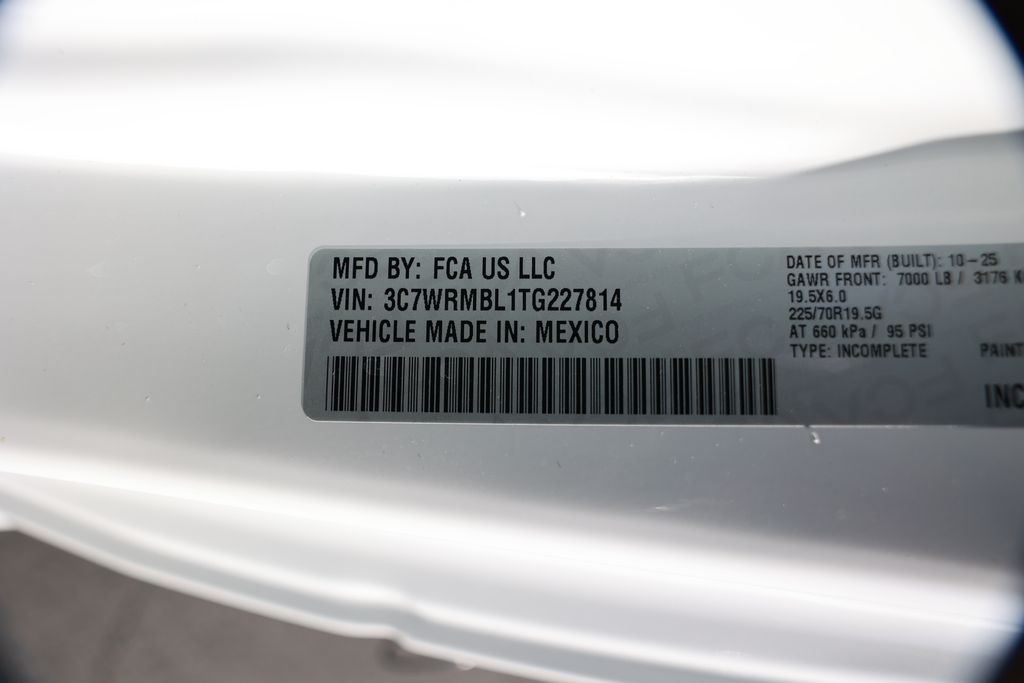 MFD BY: FCA US LLC
VIN: 3C7WRMBL1TG227814
VEHICLE MADE IN: MEXICO
DATE OF MFR (BUILT): 10-25
GAWR FRONT: 7000 LB / 3176 K
19.5X6.0
225/70R19.5G
AT 660 kPa / 95 PSI
TYPE: INCOMPLETE
PAINT
INC